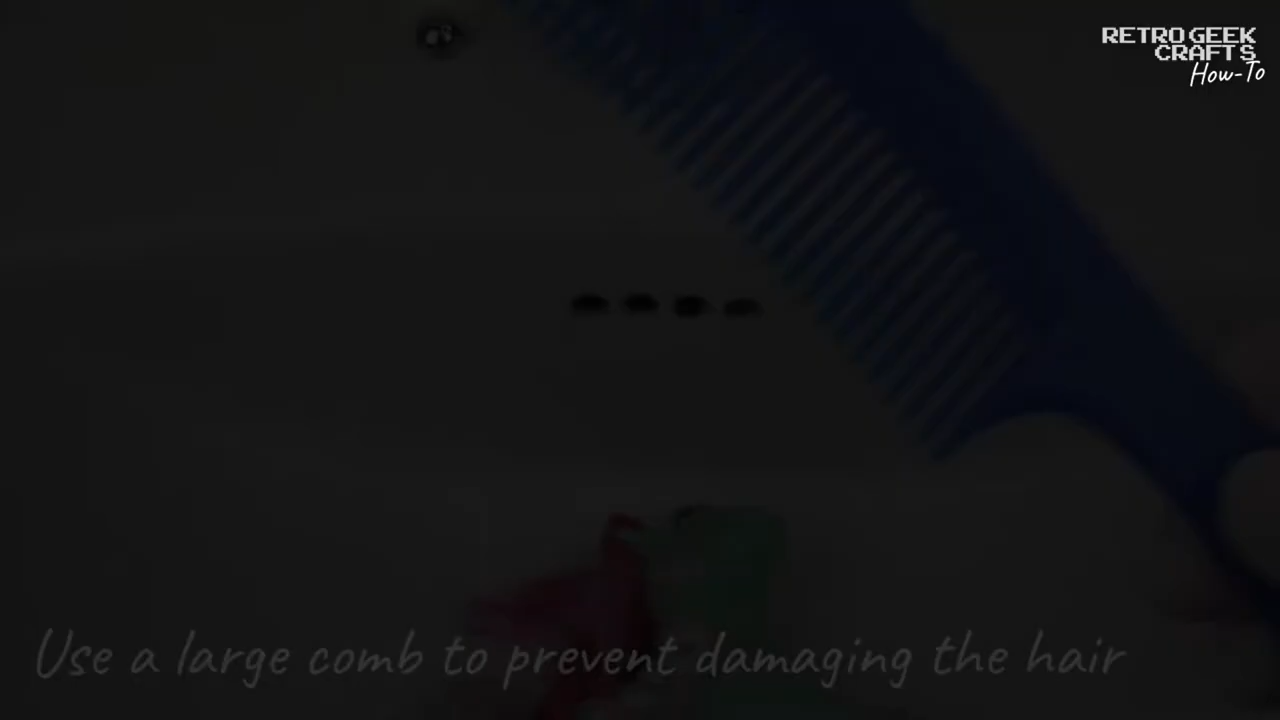 RETRO GEEK
CRAFTS
How-To
Use a large comb to prevent damaging the hair